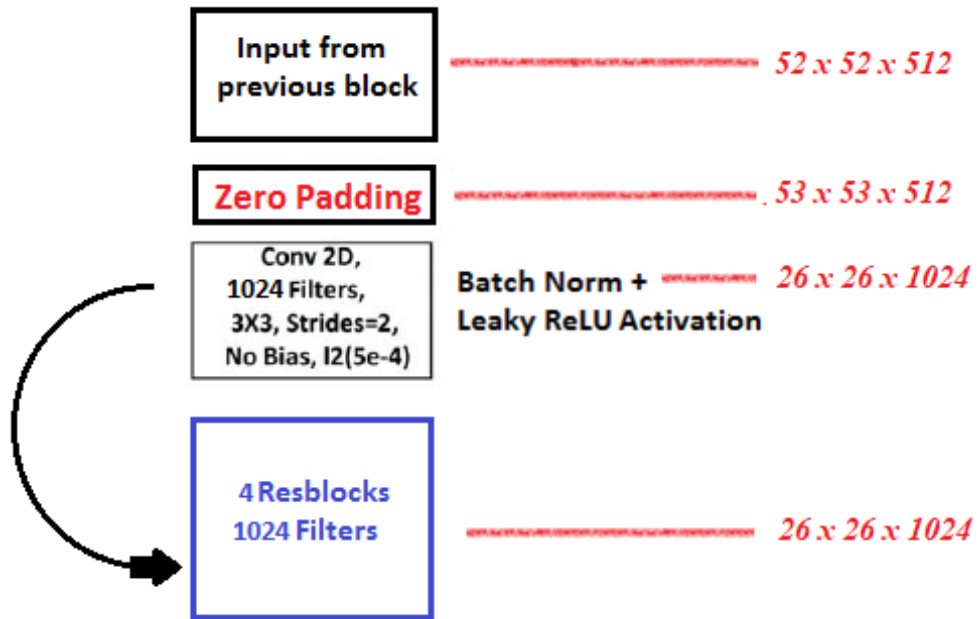 Input from
previous block
52 x 52 x 512
Zero Padding
53 x 53 x 512
Conv 2D,
1024 Filters,
3X3, Strides=2,
No Bias, l2(5e-4)
Batch Norm +
Leaky ReLU Activation
26 x 26 x 1024
4 Resblocks
1024 Filters
26 x 26 x 1024